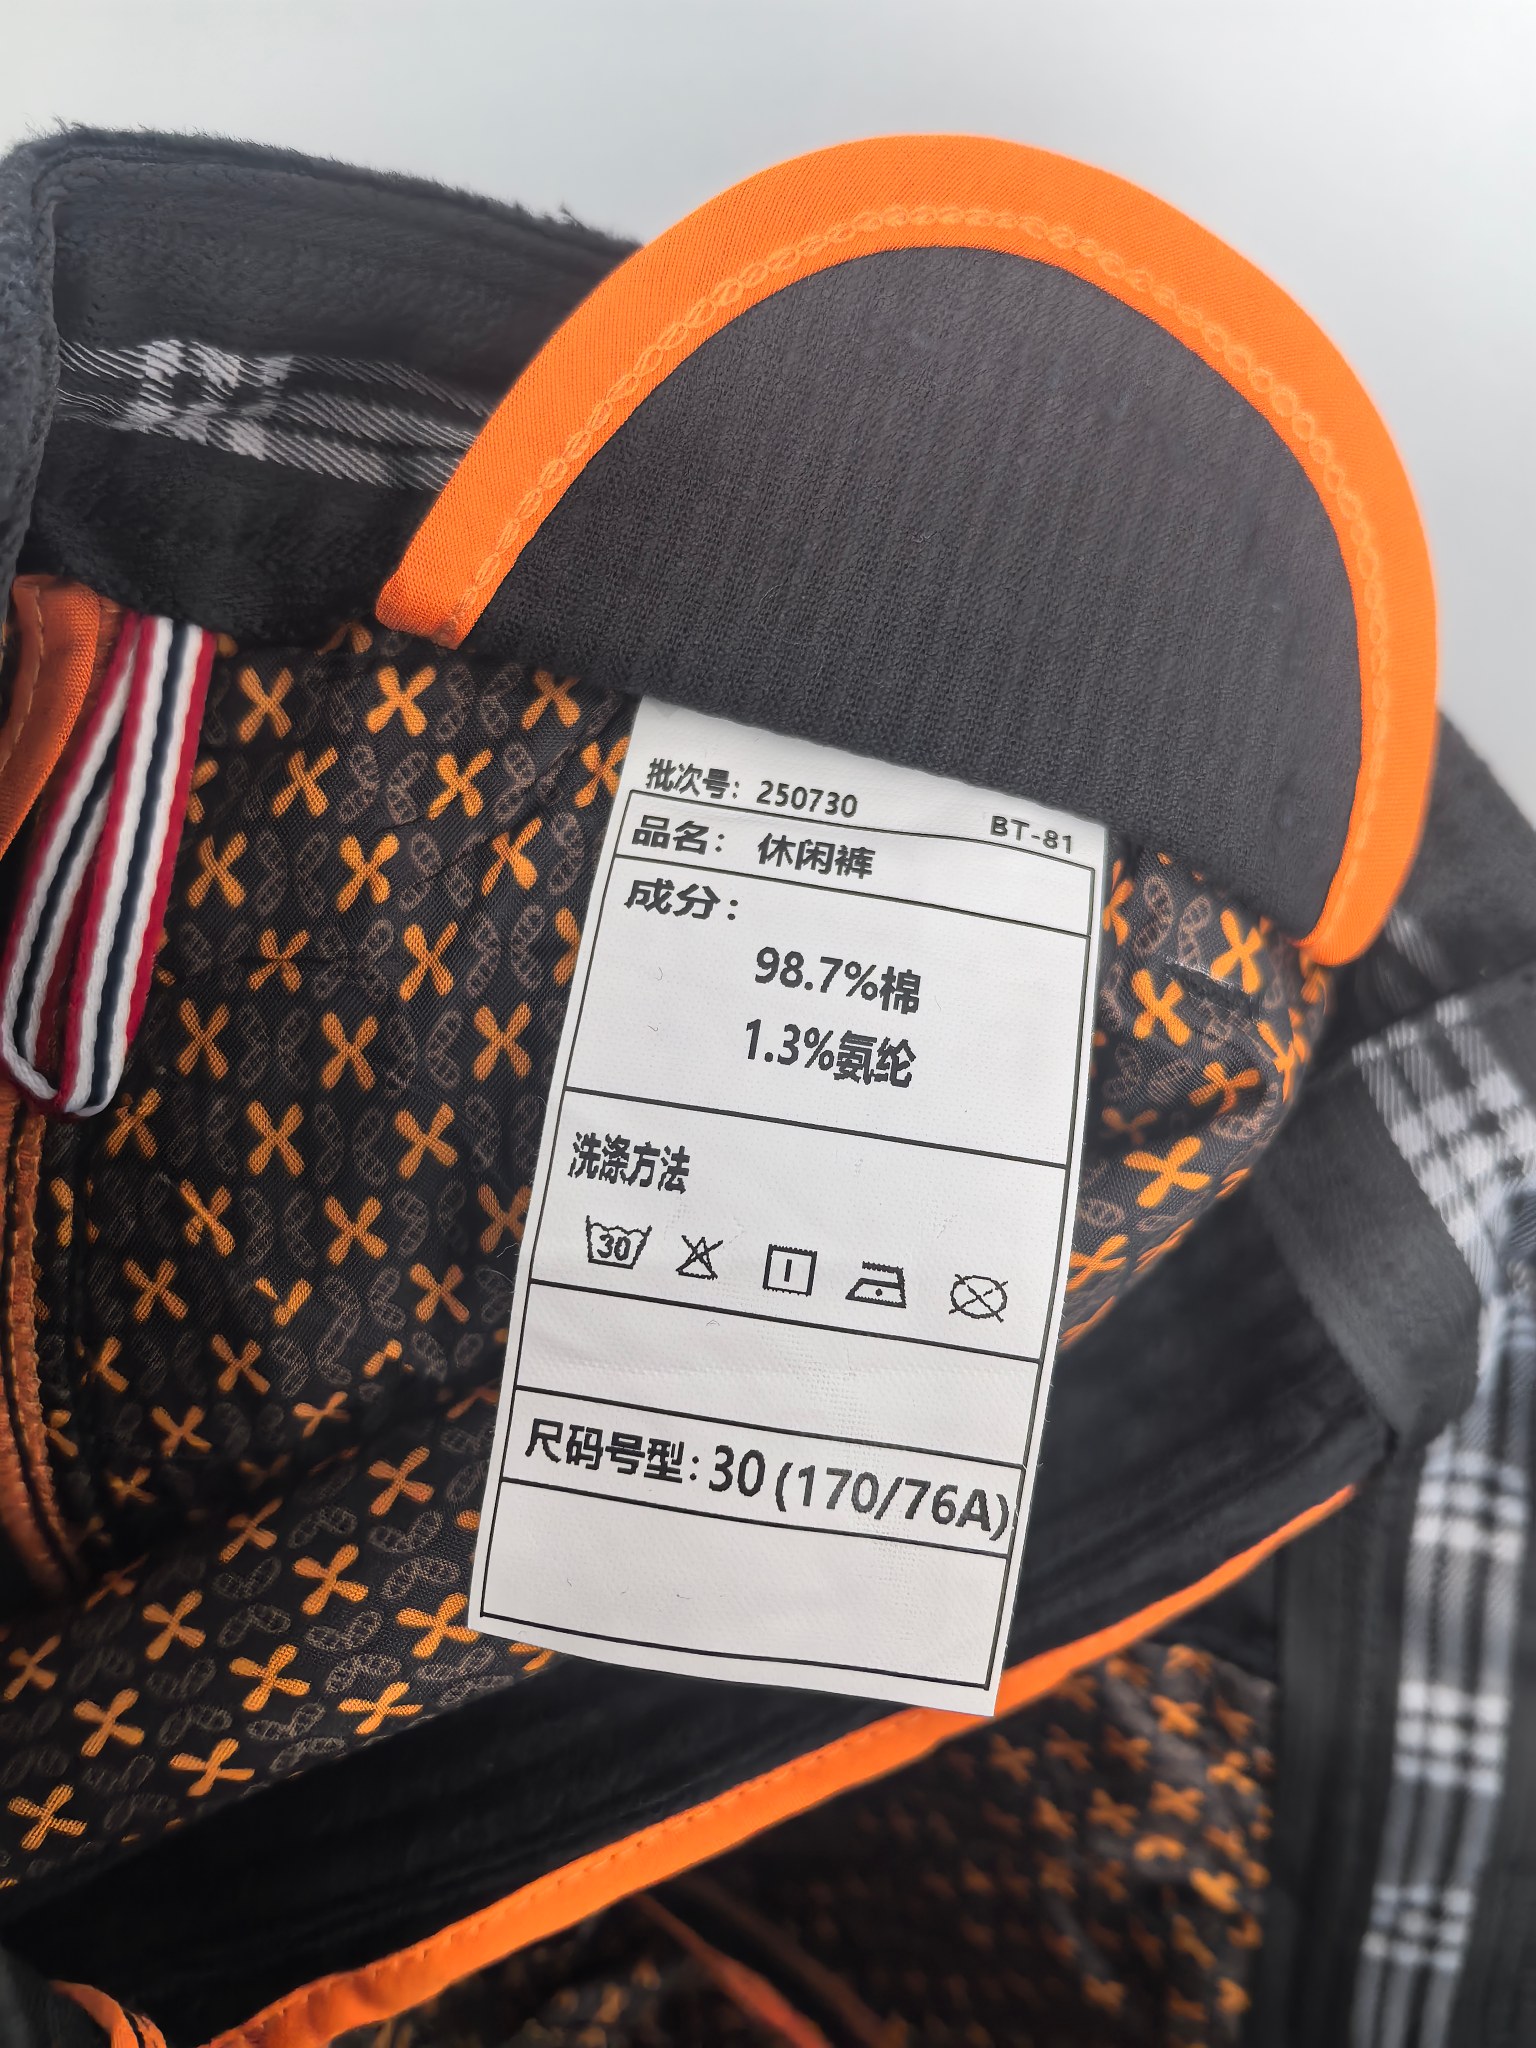 批次号：250730
BT-81
品名：休闲裤
成分：
98.7%棉
1.3%氨纶
洗涤方法
30
尺码号型：30(170/76A)